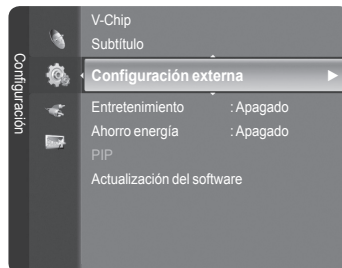 Configuración
V-Chip
Subtítulo
Configuración externa
Entretenimiento : Apagado
Ahorro energía : Apagado
PIP
Actualización del software